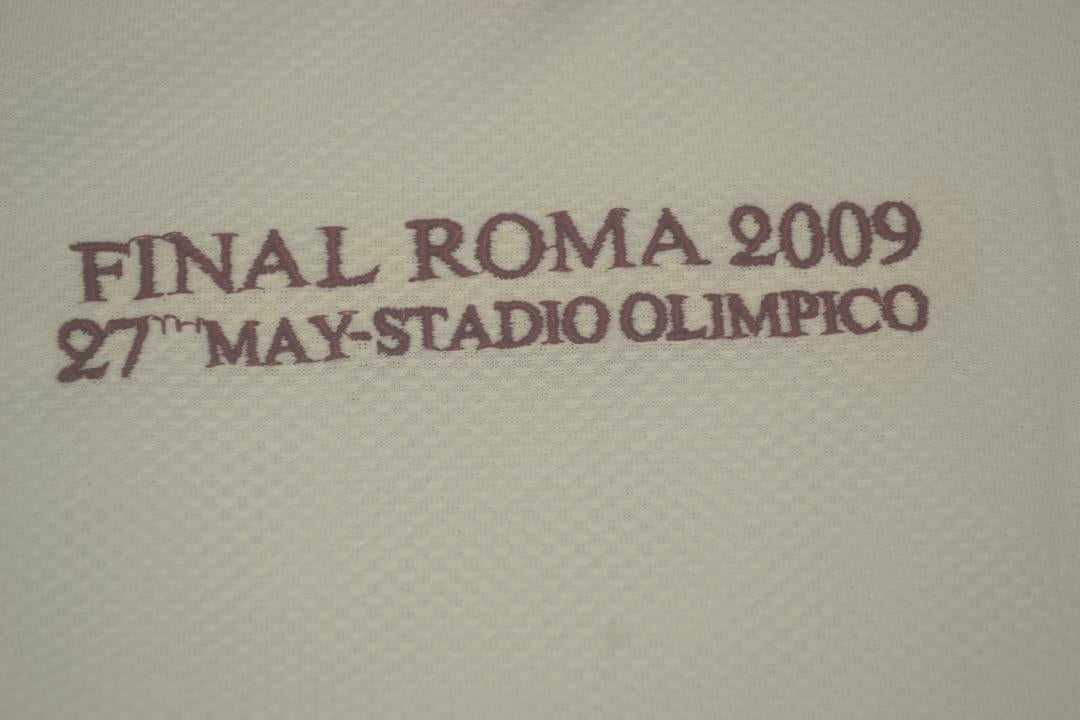 FINAL ROMA 2009
27TH MAY-STADIO OLIMPICO